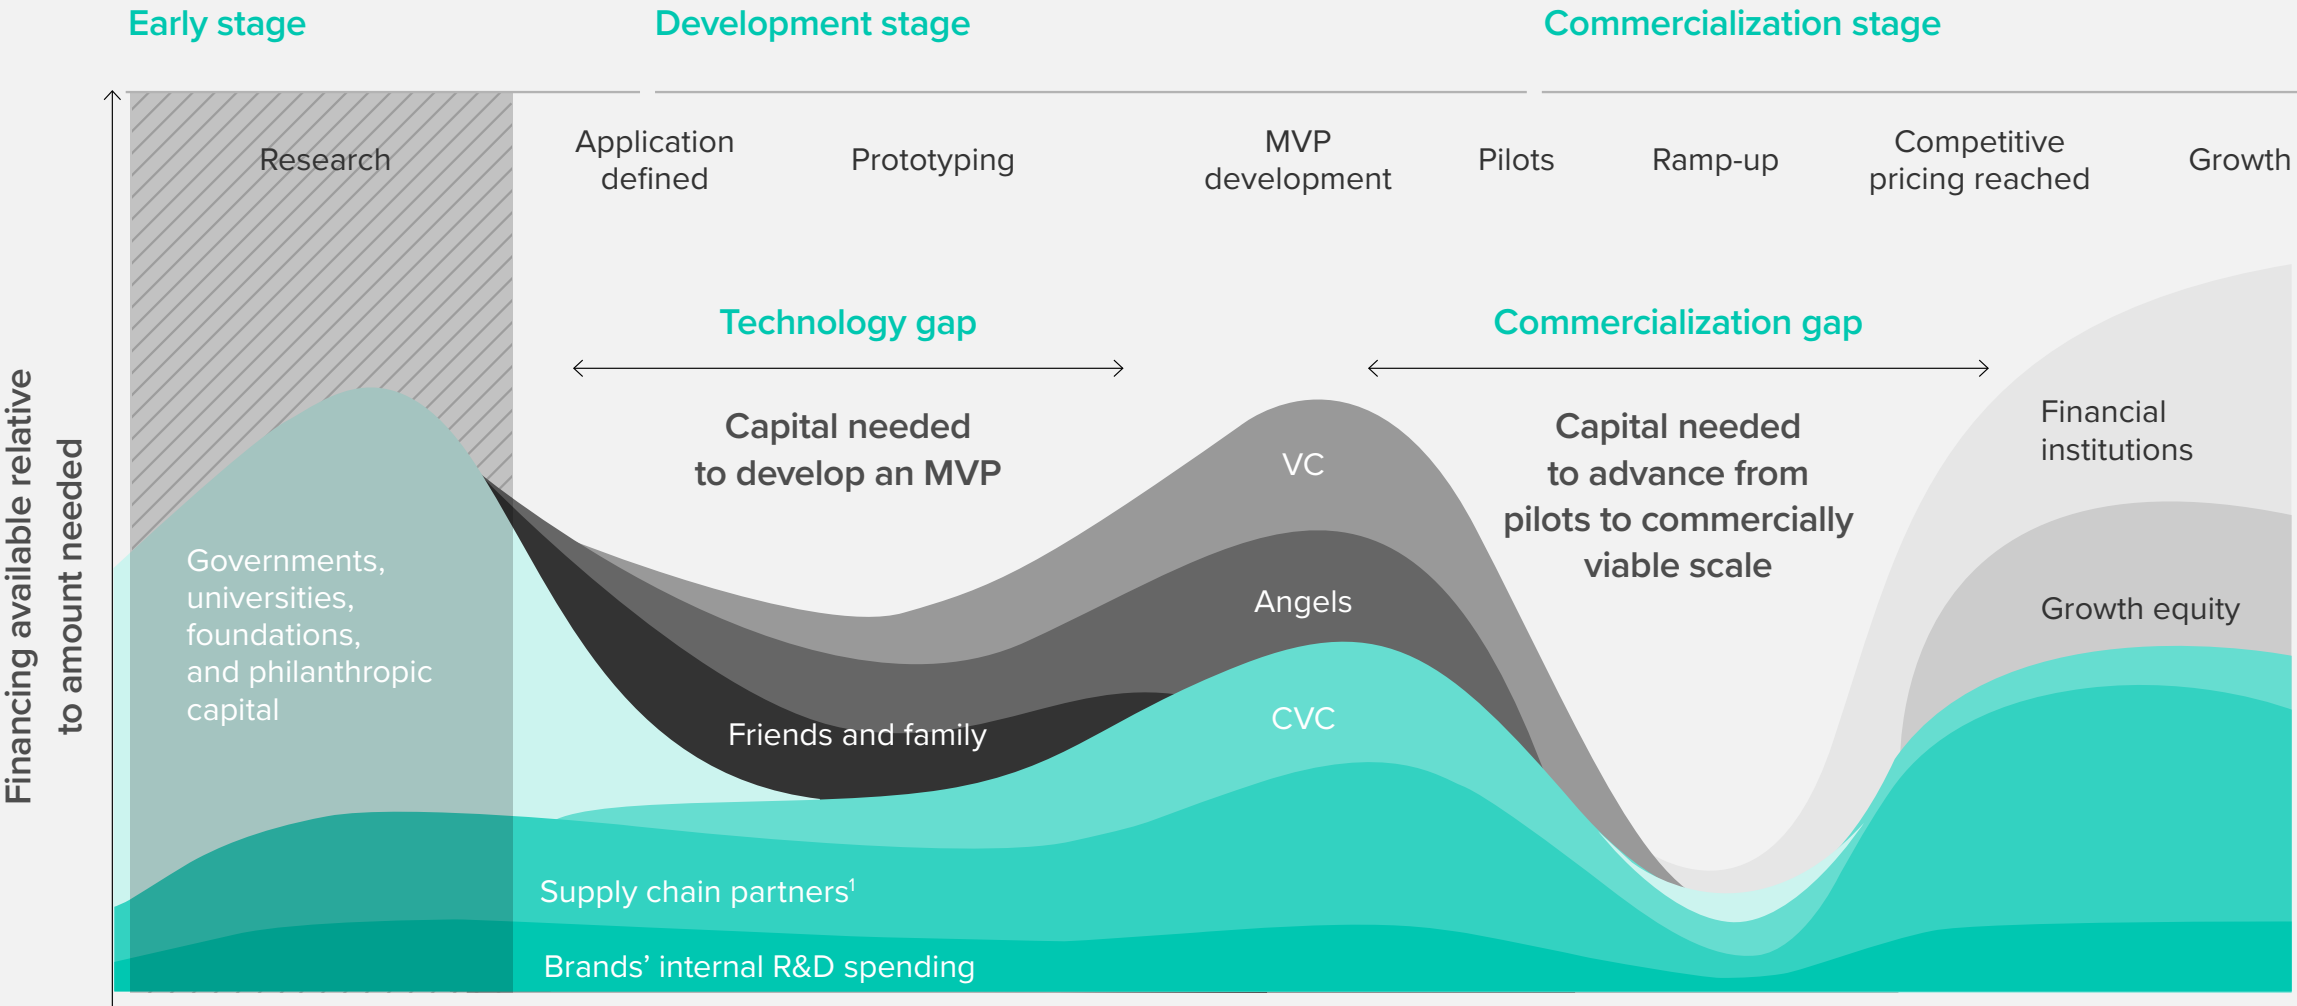 Early stage
Development stage
Commercialization stage
Research
Application
defined
Prototyping
MVP
development
Pilots
Ramp-up
Competitive
pricing reached
Growth
Financing available relative
to amount needed
Technology gap
Capital needed
to develop an MVP
Commercialization gap
Capital needed
to advance from
pilots to commercially
viable scale
Governments,
universities,
foundations,
and philanthropic
capital
Friends and family
VC
Angels
CVC
Financial
institutions
Growth equity
Supply chain partners¹
Brands’ internal R&D spending